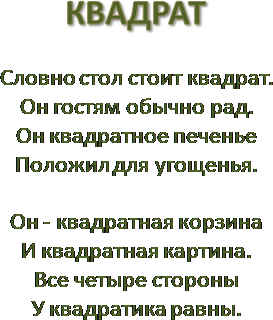 КВАДРАТ
Словно стол стоит квадрат.
Он гостям обычно рад.
Он квадратное печенье
Положил для угощенья.
Он - квадратная корзина
И квадратная картина.
Все четыре стороны
У квадратика равны.